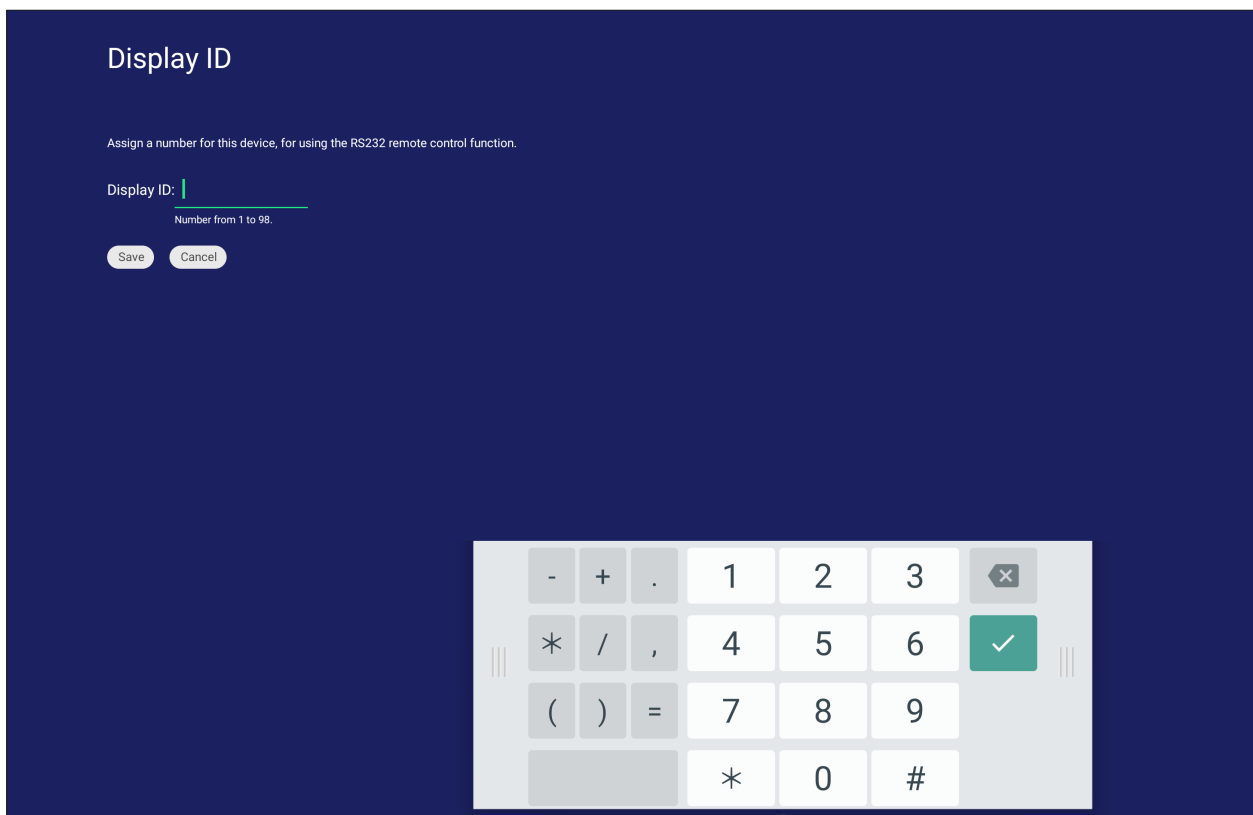 Display ID
Assign a number for this device, for using the RS232 remote control function.
Display ID:
Number from 1 to 98.
Save Cancel
- + . 1 2 3
* / , 4 5 6
( ) = 7 8 9
* 0 #